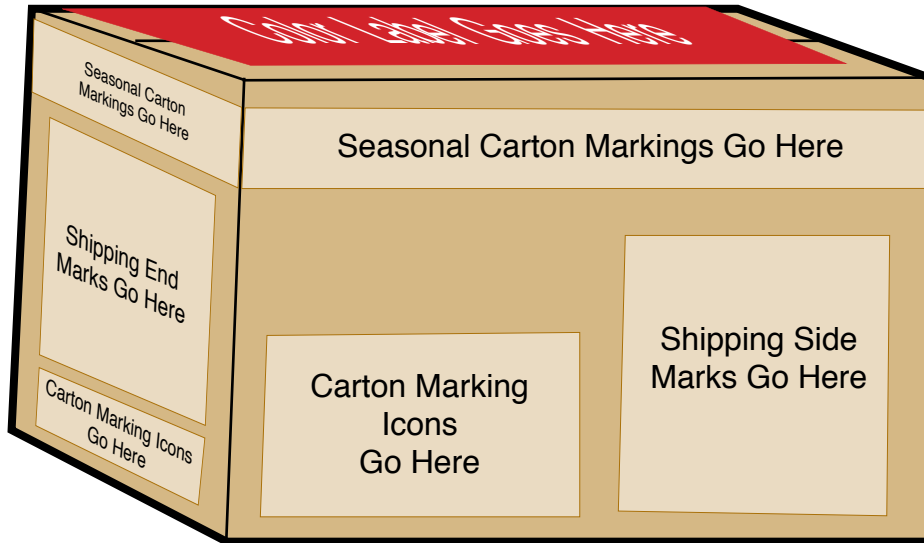 Color Label Goes Here
Seasonal Carton
Markings Go Here
Seasonal Carton Markings Go Here
Shipping End
Marks Go Here
Shipping Side
Marks Go Here
Carton Marking Icons
Go Here
Carton Marking
Icons
Go Here